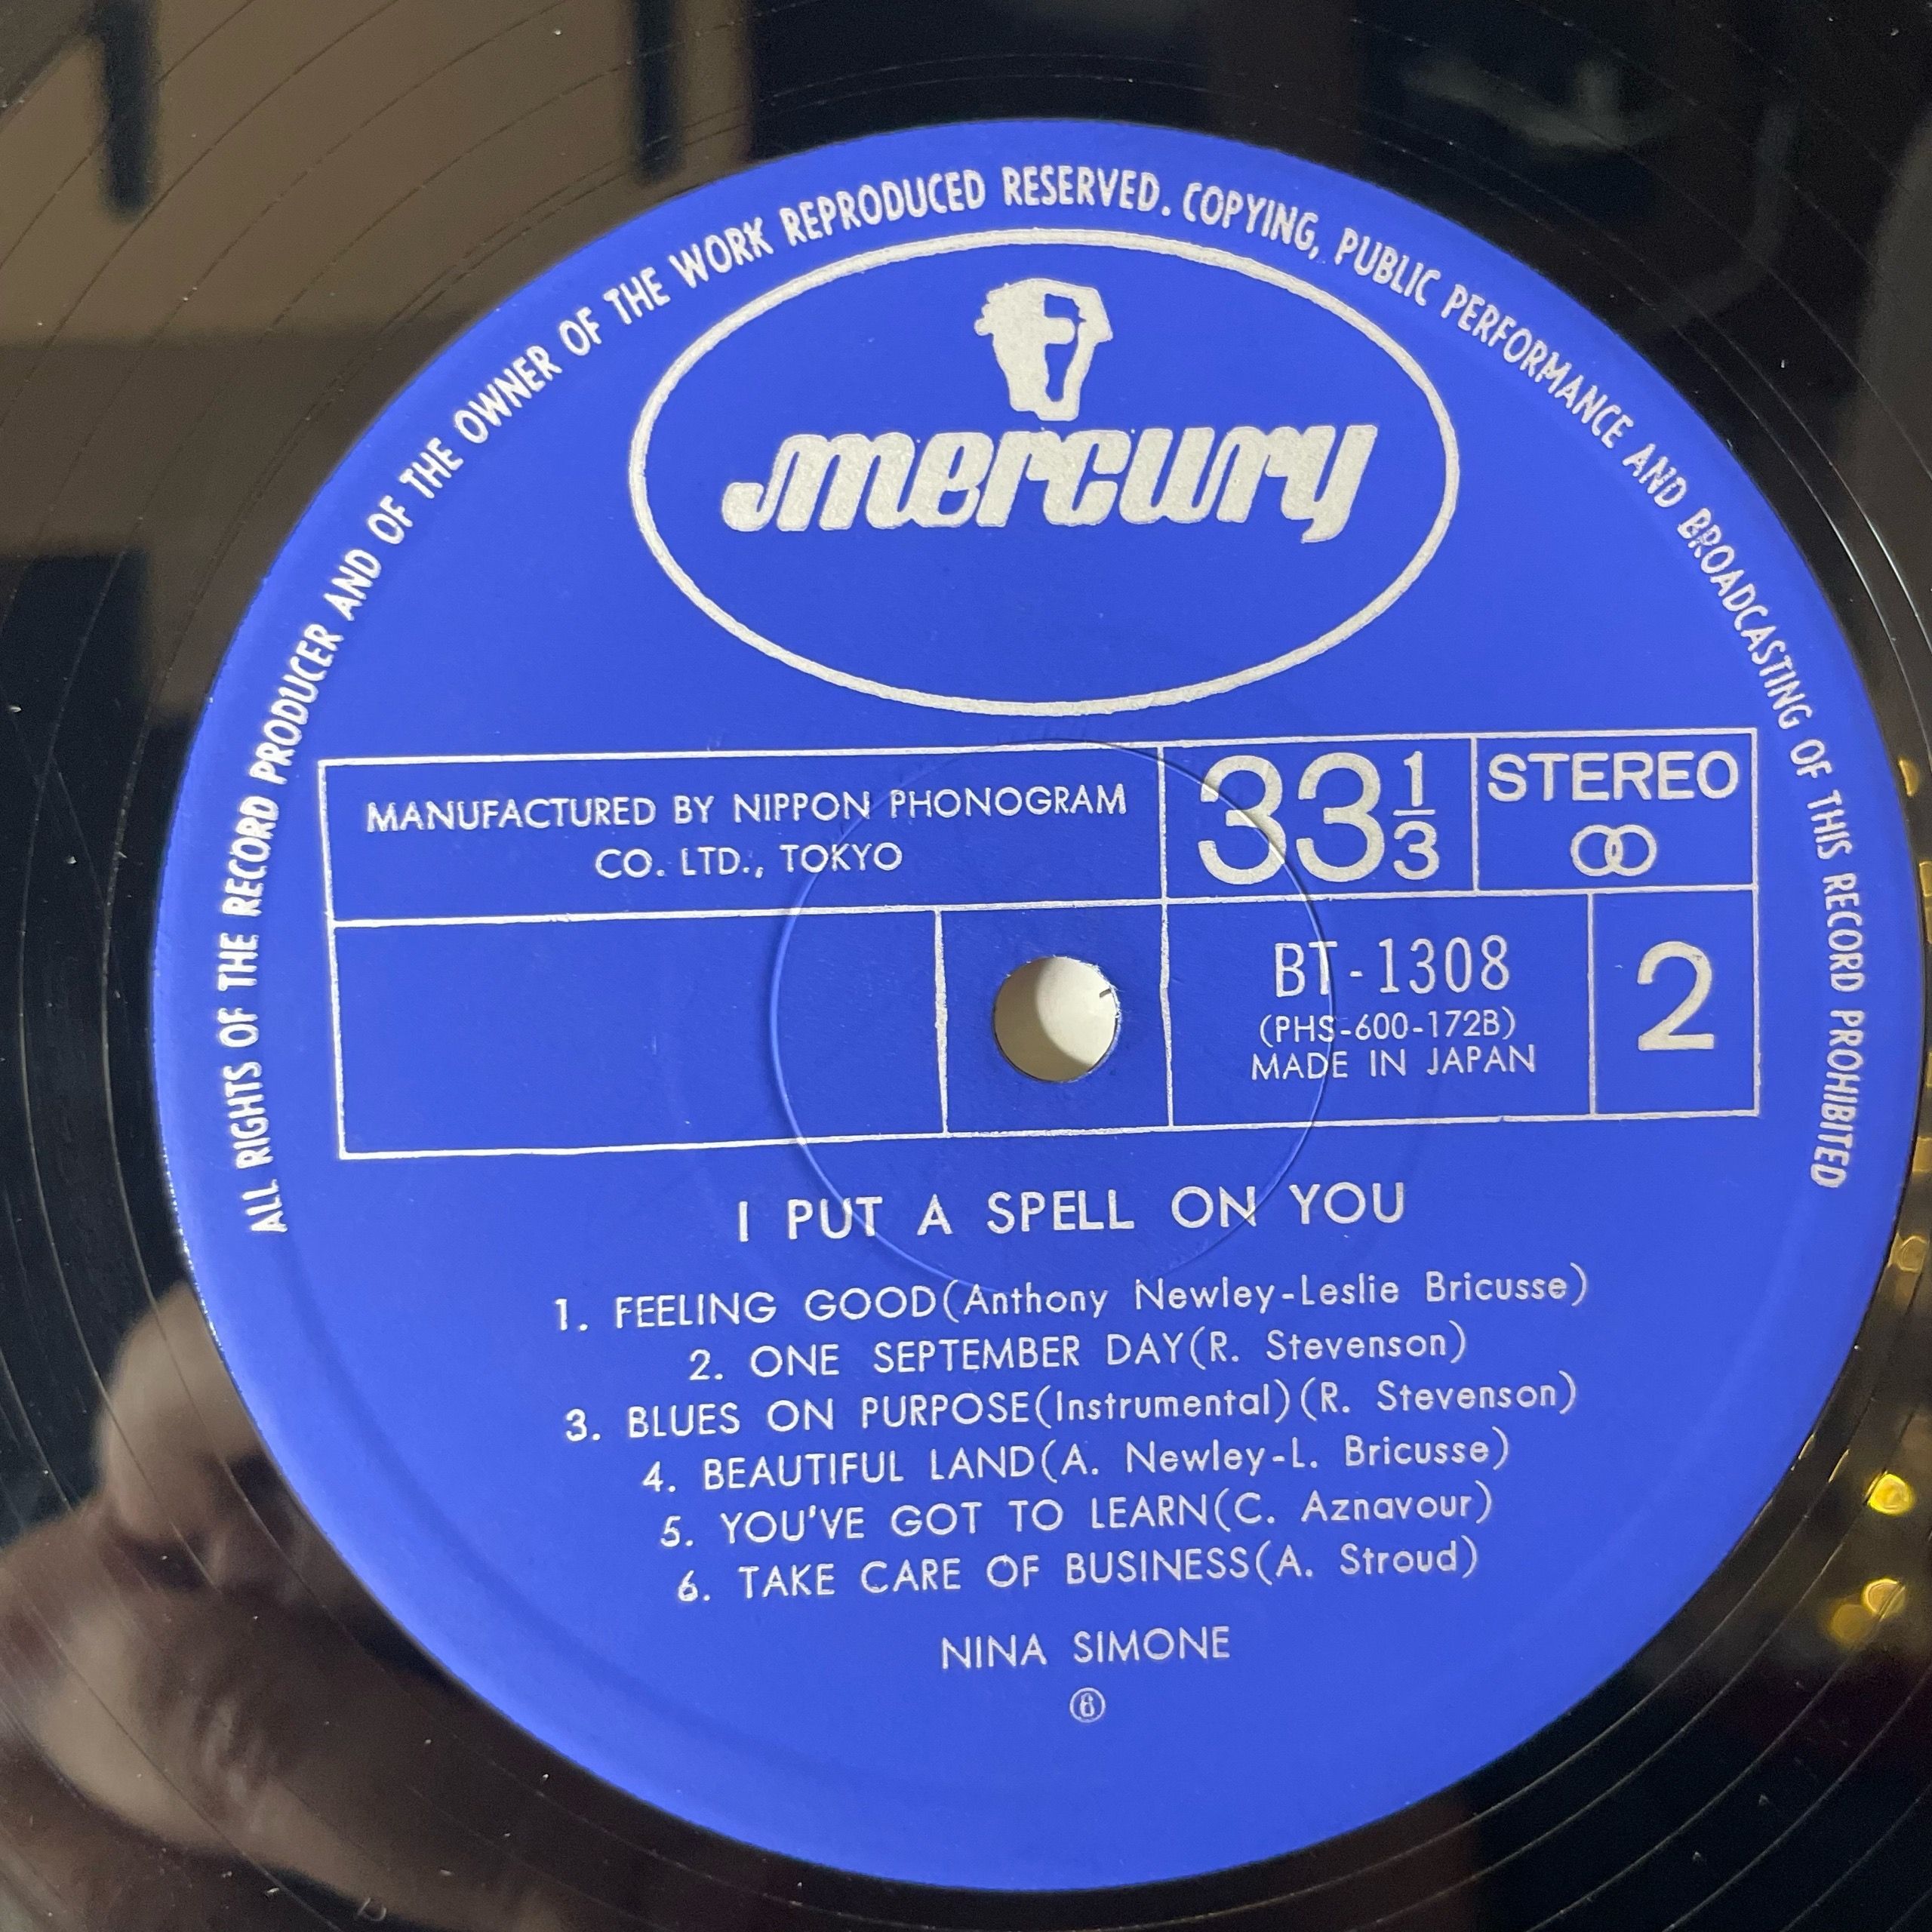 ALL RIGHTS OF THE RECORD PRODUCER AND OF THE OWNER OF THE WORK REPRODUCED RESERVED. COPYING, PUBLIC PERFORMANCE AND BROADCASTING OF THIS RECORD PROHIBITED
mercury
MANUFACTURED BY NIPPON PHONOGRAM
CO. LTD., TOKYO
33 1/3
STEREO
BT-1308
(PHS-600-172B)
MADE IN JAPAN
2
I PUT A SPELL ON YOU
1. FEELING GOOD(Anthony Newley-Leslie Bricusse)
2. ONE SEPTEMBER DAY(R. Stevenson)
3. BLUES ON PURPOSE(Instrumental)(R. Stevenson)
4. BEAUTIFUL LAND(A. Newley-L. Bricusse)
5. YOU'VE GOT TO LEARN(C. Aznavour)
6. TAKE CARE OF BUSINESS(A. Stroud)
NINA SIMONE